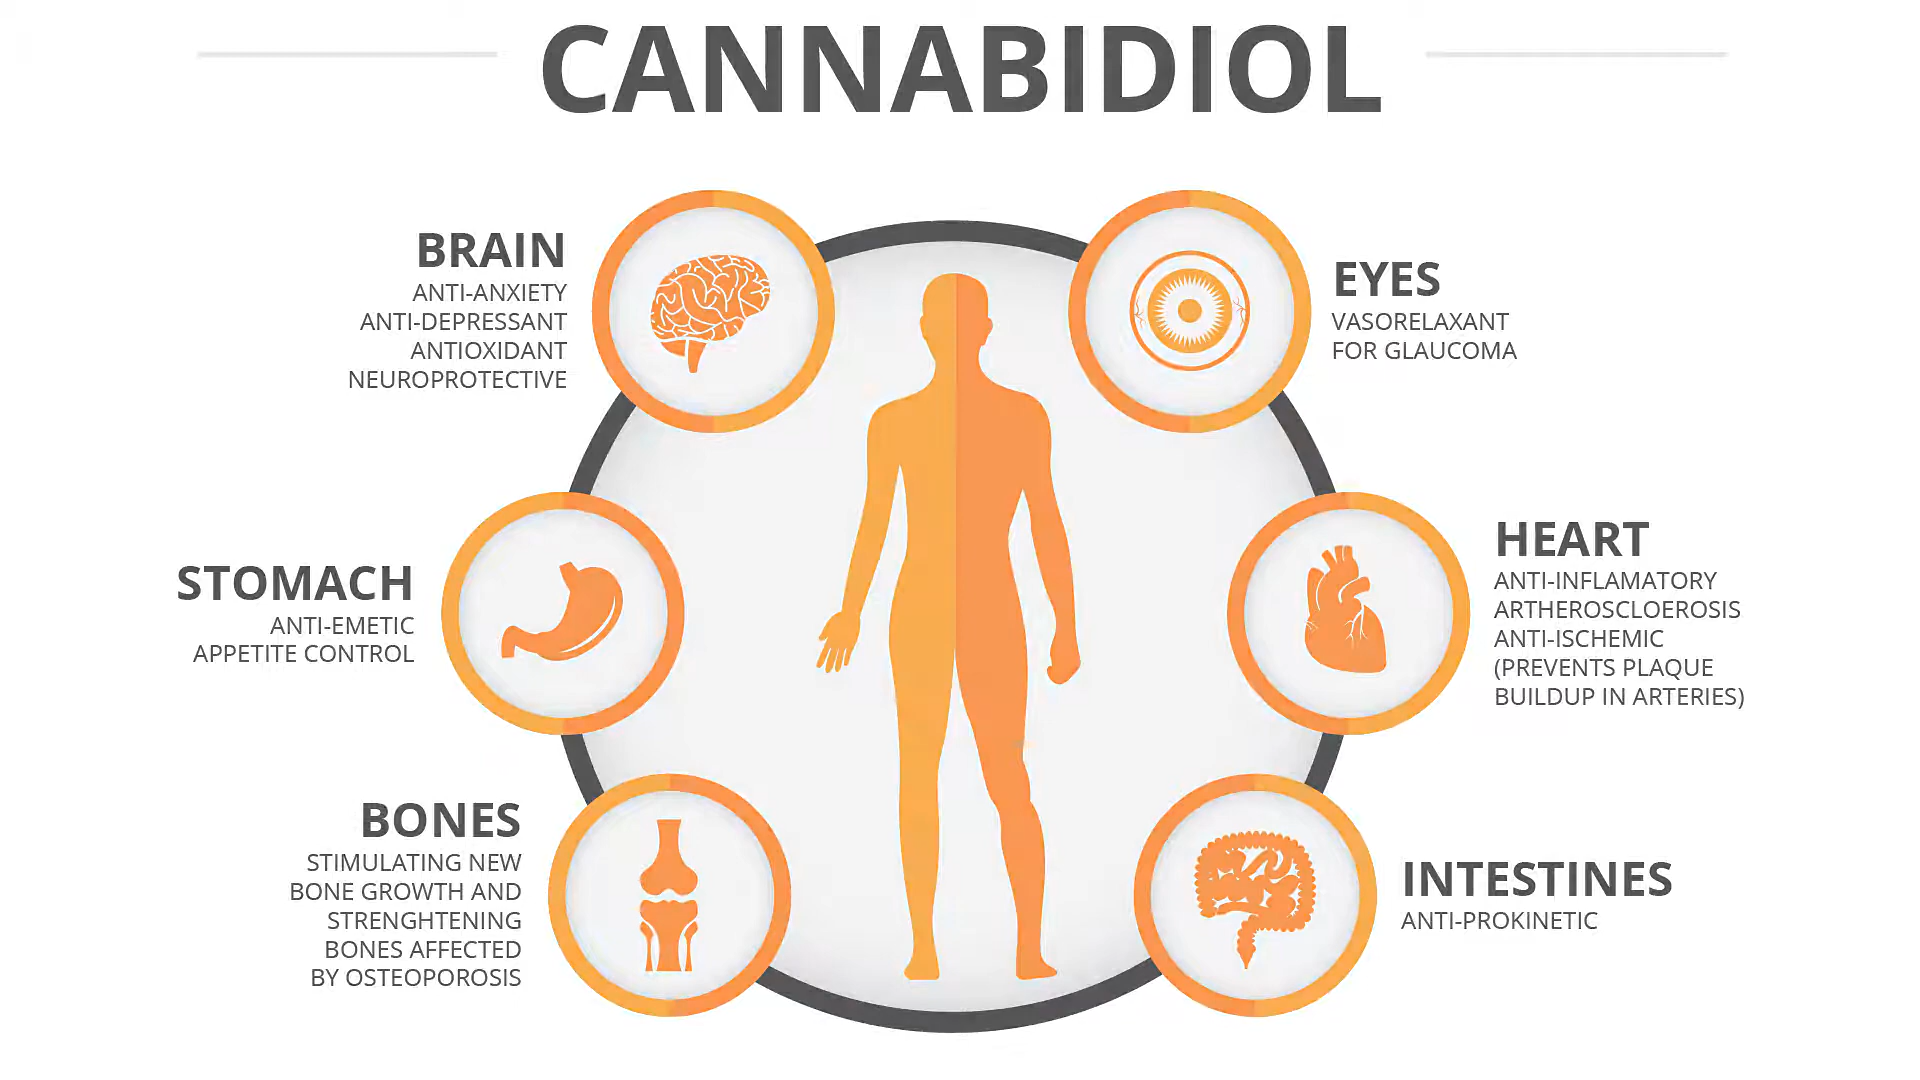 CANNABIDIOL
BRAIN
ANTI-ANXIETY
ANTI-DEPRESSANT
ANTIOXIDANT
NEUROPROTECTIVE
EYES
VASORELAXANT
FOR GLAUCOMA
STOMACH
ANTI-EMETIC
APPETITE CONTROL
HEART
ANTI-INFLAMATORY
ARTHEROSCLOEROSIS
ANTI-ISCHEMIC
(PREVENTS PLAQUE
BUILDUP IN ARTERIES)
BONES
STIMULATING NEW
BONE GROWTH AND
STRENGHTENING
BONES AFFECTED
BY OSTEOPOROSIS
INTESTINES
ANTI-PROKINETIC